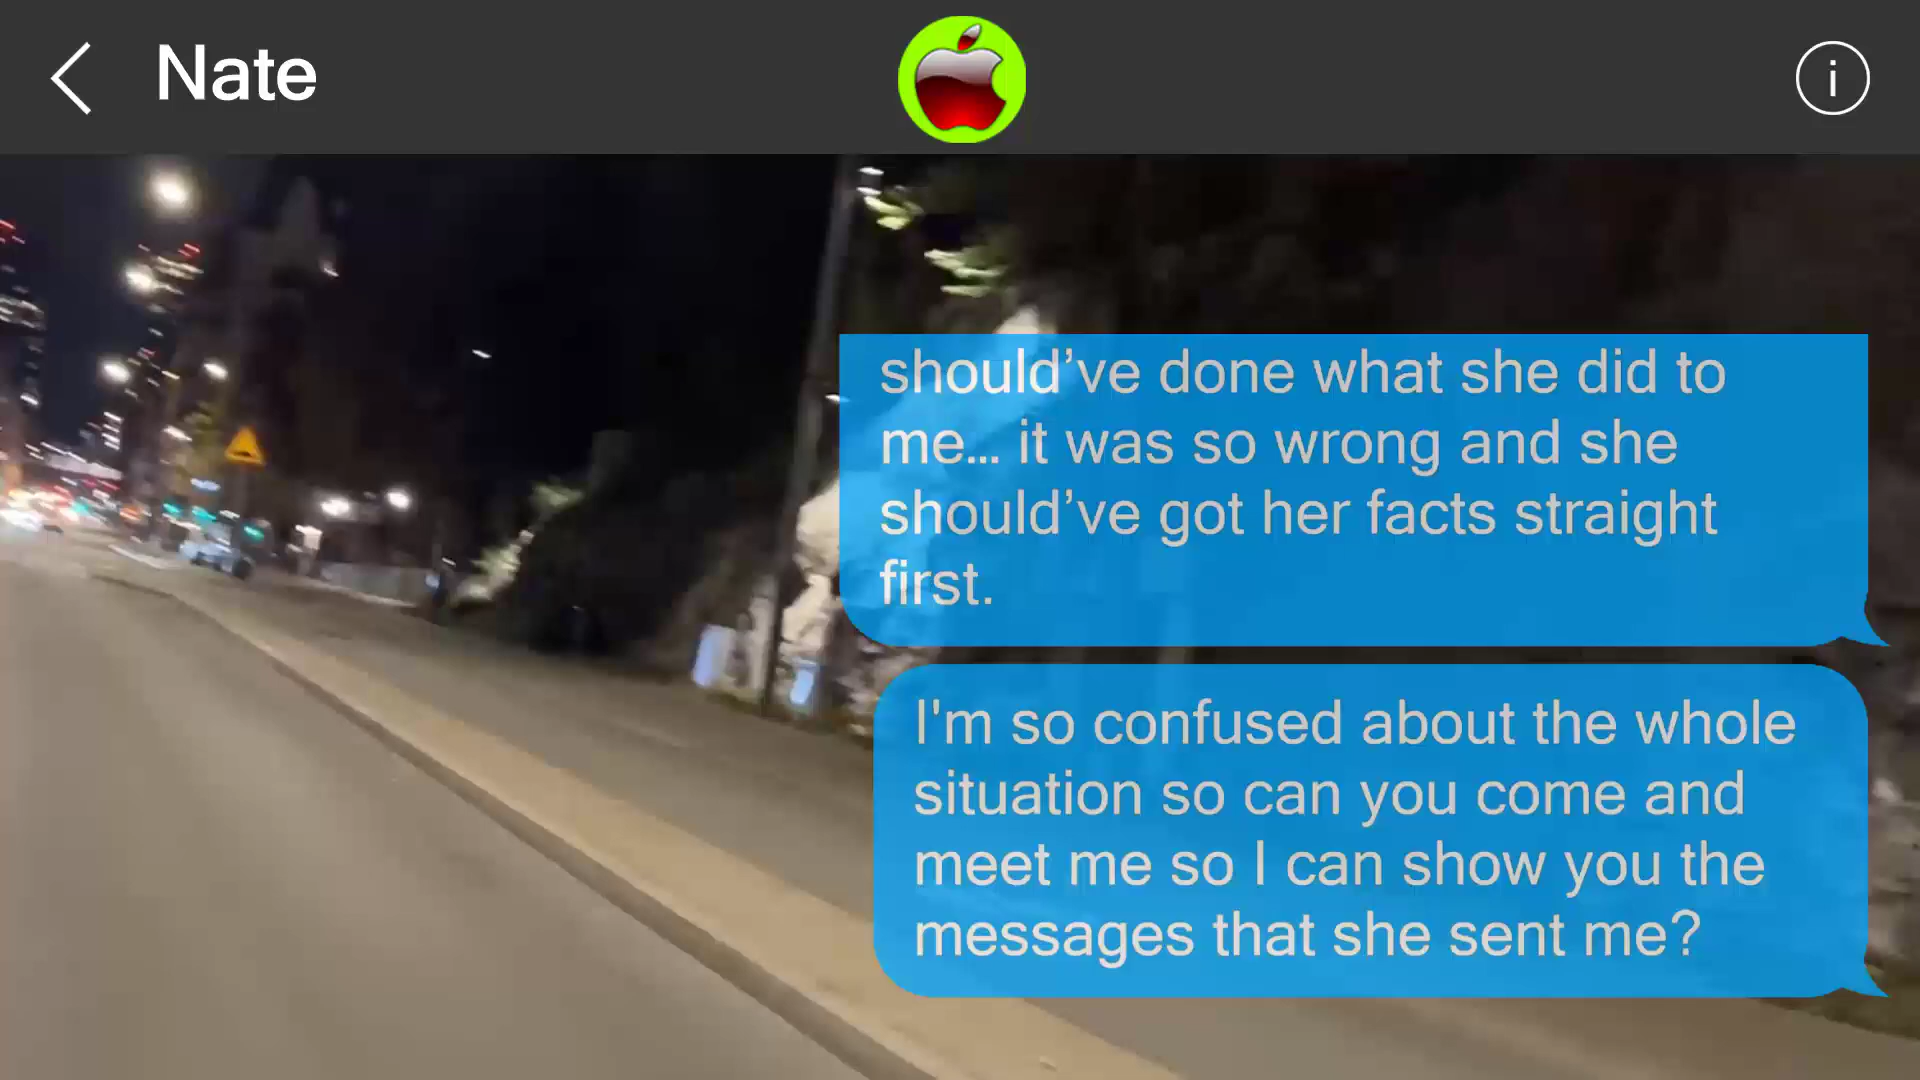 Nate
i
should’ve done what she did to
me... it was so wrong and she
should’ve got her facts straight
first.
I'm so confused about the whole
situation so can you come and
meet me so I can show you the
messages that she sent me?